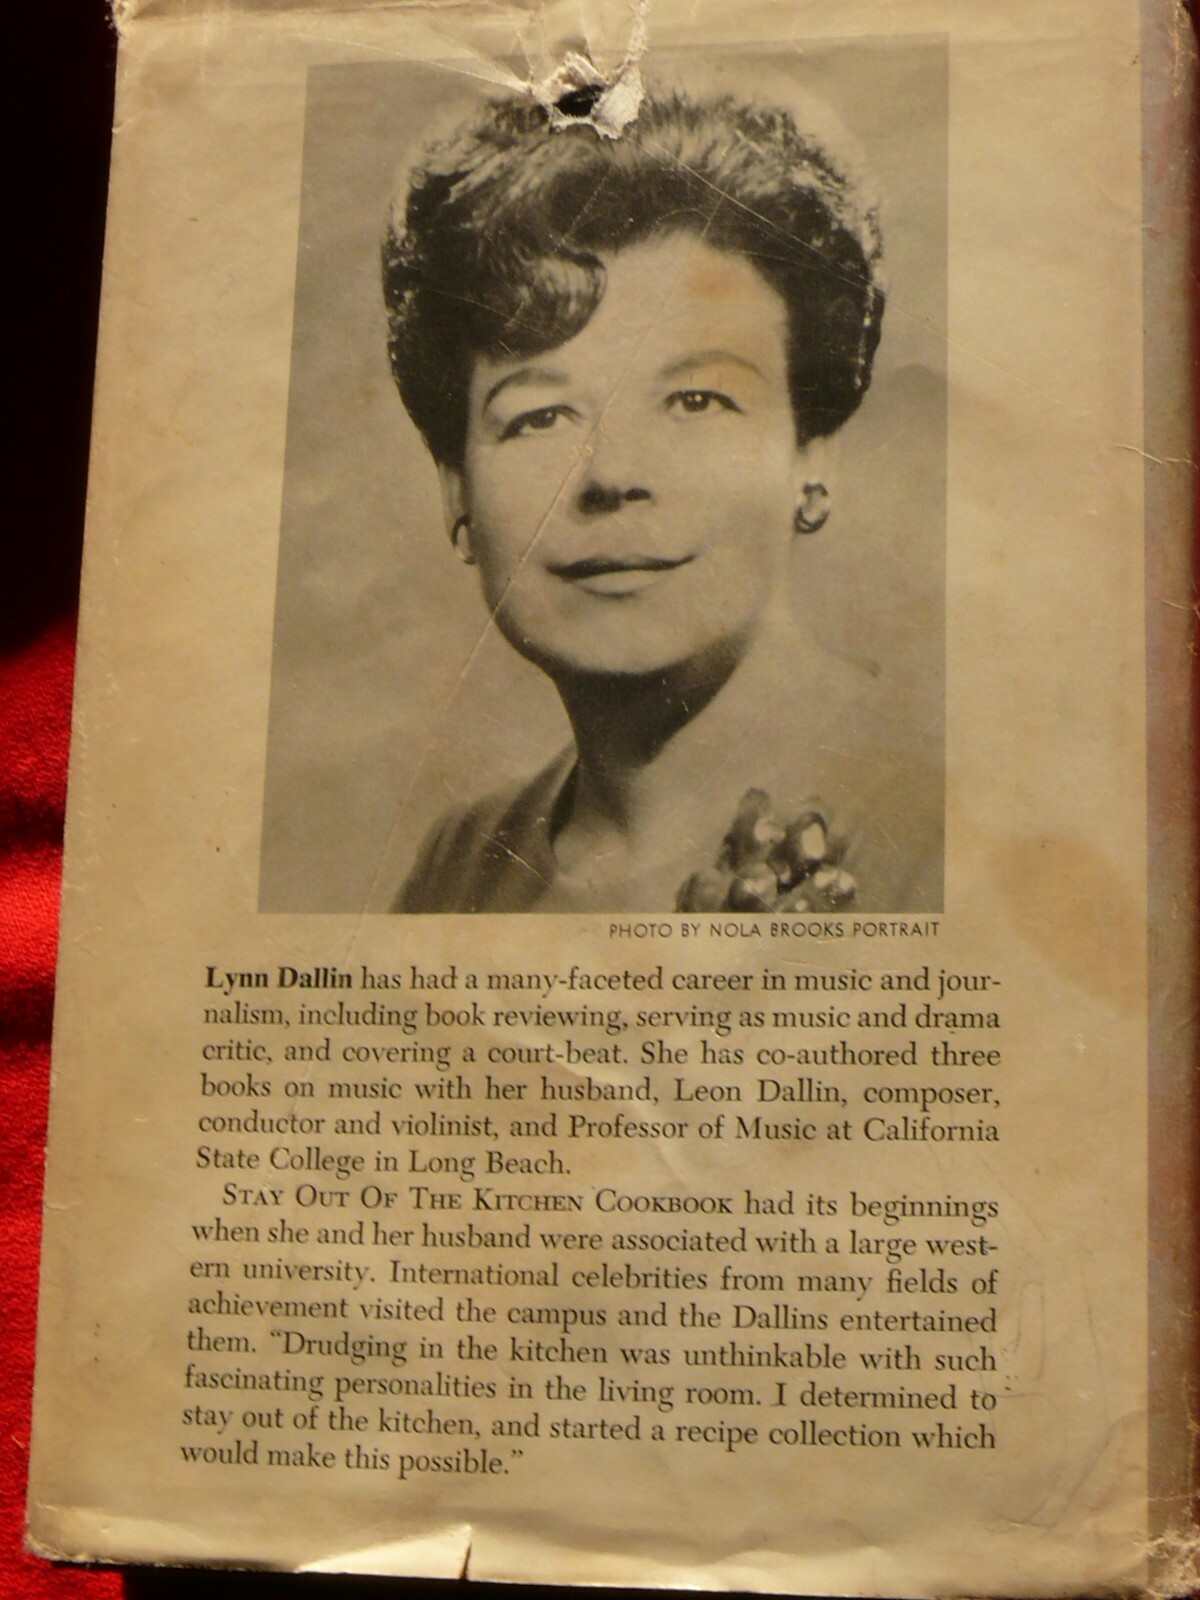 PHOTO BY NOLA BROOKS PORTRAIT
Lynn Dallin has had a many-faceted career in music and jour-
nalism, including book reviewing, serving as music and drama
critic, and covering a court-beat. She has co-authored three
books on music with her husband, Leon Dallin, composer,
conductor and violinist, and Professor of Music at California
State College in Long Beach.
STAY OUT OF THE KITCHEN COOKBOOK had its beginnings
when she and her husband were associated with a large west-
ern university. International celebrities from many fields of
achievement visited the campus and the Dallins entertained
them. “Drudging in the kitchen was unthinkable with such
fascinating personalities in the living room. I determined to
stay out of the kitchen, and started a recipe collection which
would make this possible.”